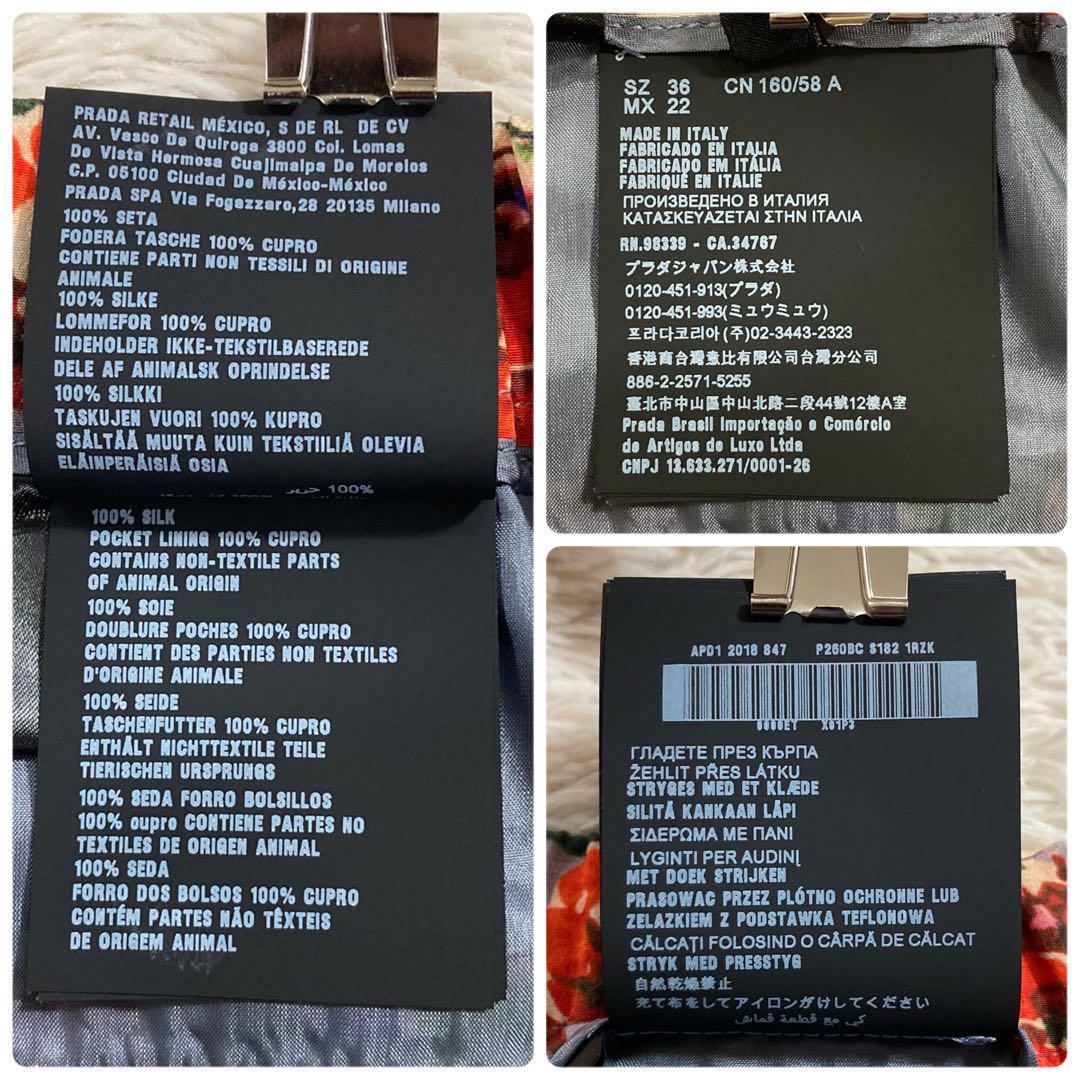 PRADA RETAIL MÉXICO, S DE RL DE CV
AV. Vasco De Quiroga 3800 Col. Lomas
De Vista Hermosa Cuajimalpa De Morelos
C.P. 05100 Ciudad De México-México
PRADA SPA Via Fogazzaro,28 20135 Milano
100% SETA
FODERA TASCHE 100% CUPRO
CONTIENE PARTI NON TESSILI DI ORIGINE
ANIMALE
100% SILKE
LOMMEFOR 100% CUPRO
INDEHOLDER IKKE-TEKSTILBASEREDE
DELE AF ANIMALSK OPRINDELSE
100% SILKKI
TASKUJEN VUORI 100% KUPRO
SISÄLTÄÄ MUUTA KUIN TEKSTIILIÄ OLEVIA
ELÄINPERÄISIÄ OSIA
100% حرير
100% SILK
POCKET LINING 100% CUPRO
CONTAINS NON-TEXTILE PARTS
OF ANIMAL ORIGIN
100% SOIE
DOUBLURE POCHES 100% CUPRO
CONTIENT DES PARTIES NON TEXTILES
D'ORIGINE ANIMALE
100% SEIDE
TASCHENFUTTER 100% CUPRO
ENTHÄLT NICHTTEXTILE TEILE
TIERISCHEN URSPRUNGS
100% SEDA FORRO BOLSILLOS
100% cupro CONTIENE PARTES NO
TEXTILES DE ORIGEN ANIMAL
100% SEDA
FORRO DOS BOLSOS 100% CUPRO
CONTÉM PARTES NÃO TÊXTEIS
DE ORIGEM ANIMAL
SZ 36 CN 160/58 A
MX 22
MADE IN ITALY
FABRICADO EN ITALIA
FABRICADO EM ITÁLIA
FABRIQUÉ EN ITALIE
ПРОИЗВЕДЕНО В ИТАЛИЯ
ΚΑΤΑΣΚΕΥΑΖΕΤΑΙ ΣΤΗΝ ΙΤΑΛΙΑ
RN.98339 - CA.34767
プラダジャパン株式会社
0120-451-913(プラダ)
0120-451-993(ミュウミュウ)
프라다코리아(주)02-3443-2323
香港商台灣意比有限公司台灣分公司
886-2-2571-5255
臺北市中山區中山北路二段44號12樓A室
Prada Brasil Importação e Comércio
de Artigos de Luxo Ltda
CNPJ 13.633.271/0001-26
APD1 2018 847 P260BC S182 1RZK
0000EY X01P3
ГЛАДЕТЕ ПРЕЗ КЪРПА
ŽEHLIT PŘES LÁTKU
STRYGES MED ET KLÆDE
SILITÄ KANKAAN LÄPI
ΣΙΔΕΡΩΜΑ ΜΕ ΠΑΝΙ
LYGINTI PER AUDINĮ
MET DOEK STRIJKEN
PRASOWAC PRZEZ PLÓTNO OCHRONNE LUB
ZELAZKIEM Z PODSTAWKA TEFLONOWA
CĂLCAȚI FOLOSIND O CÂRPĂ DE CĂLCAT
STRYK MED PRESSTYG
自然乾燥禁止
充て布をしてアイロンがけしてください
كي مع قطعة قماش